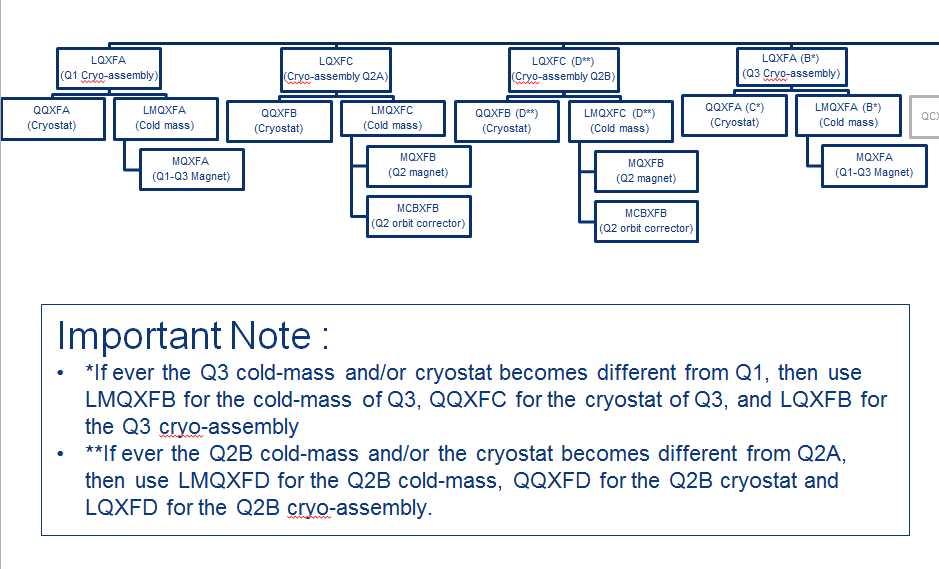 LQXFA
(Q1 Cryo-assembly)
QQXFA
(Cryostat)
LMQXFA
(Cold mass)
MQXFA
(Q1-Q3 Magnet)
LQXFC
(Cryo-assembly Q2A)
QQXFB
(Cryostat)
LMQXFC
(Cold mass)
MQXFB
(Q2 magnet)
MCBXFB
(Q2 orbit corrector)
LQXFC (D**)
(Cryo-assembly Q2B)
QQXFB (D**)
(Cryostat)
LMQXFC (D**)
(Cold mass)
MQXFB
(Q2 magnet)
MCBXFB
(Q2 orbit corrector)
LQXFA (B*)
(Q3 Cryo-assembly)
QQXFA (C*)
(Cryostat)
LMQXFA (B*)
(Cold mass)
MQXFA
(Q1-Q3 Magnet)
Important Note :
• *If ever the Q3 cold-mass and/or cryostat becomes different from Q1, then use
LMQXFB for the cold-mass of Q3, QQXFC for the cryostat of Q3, and LQXFB for
the Q3 cryo-assembly
• **If ever the Q2B cold-mass and/or the cryostat becomes different from Q2A,
then use LMQXFD for the Q2B cold-mass, QQXFD for the Q2B cryostat and
LQXFD for the Q2B cryo-assembly.